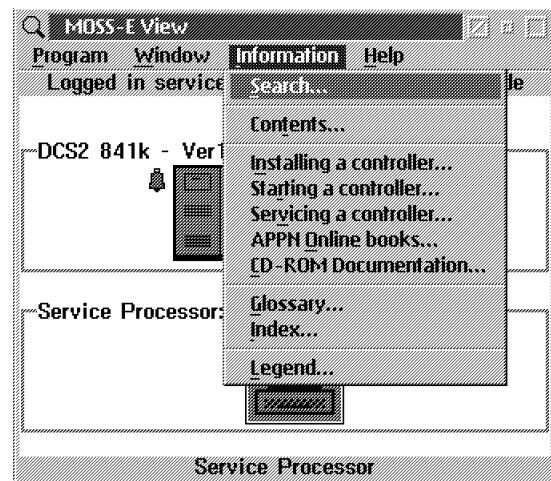 MOSS-E View
Program Window Information Help
Logged in service
le
Search...
Contents...
DCS2 841k - Ver1
Installing a controller...
Starting a controller...
Servicing a controller...
APPN Online books...
CD-ROM Documentation...
Service Processor:
Glossary...
Index...
Legend...
Service Processor